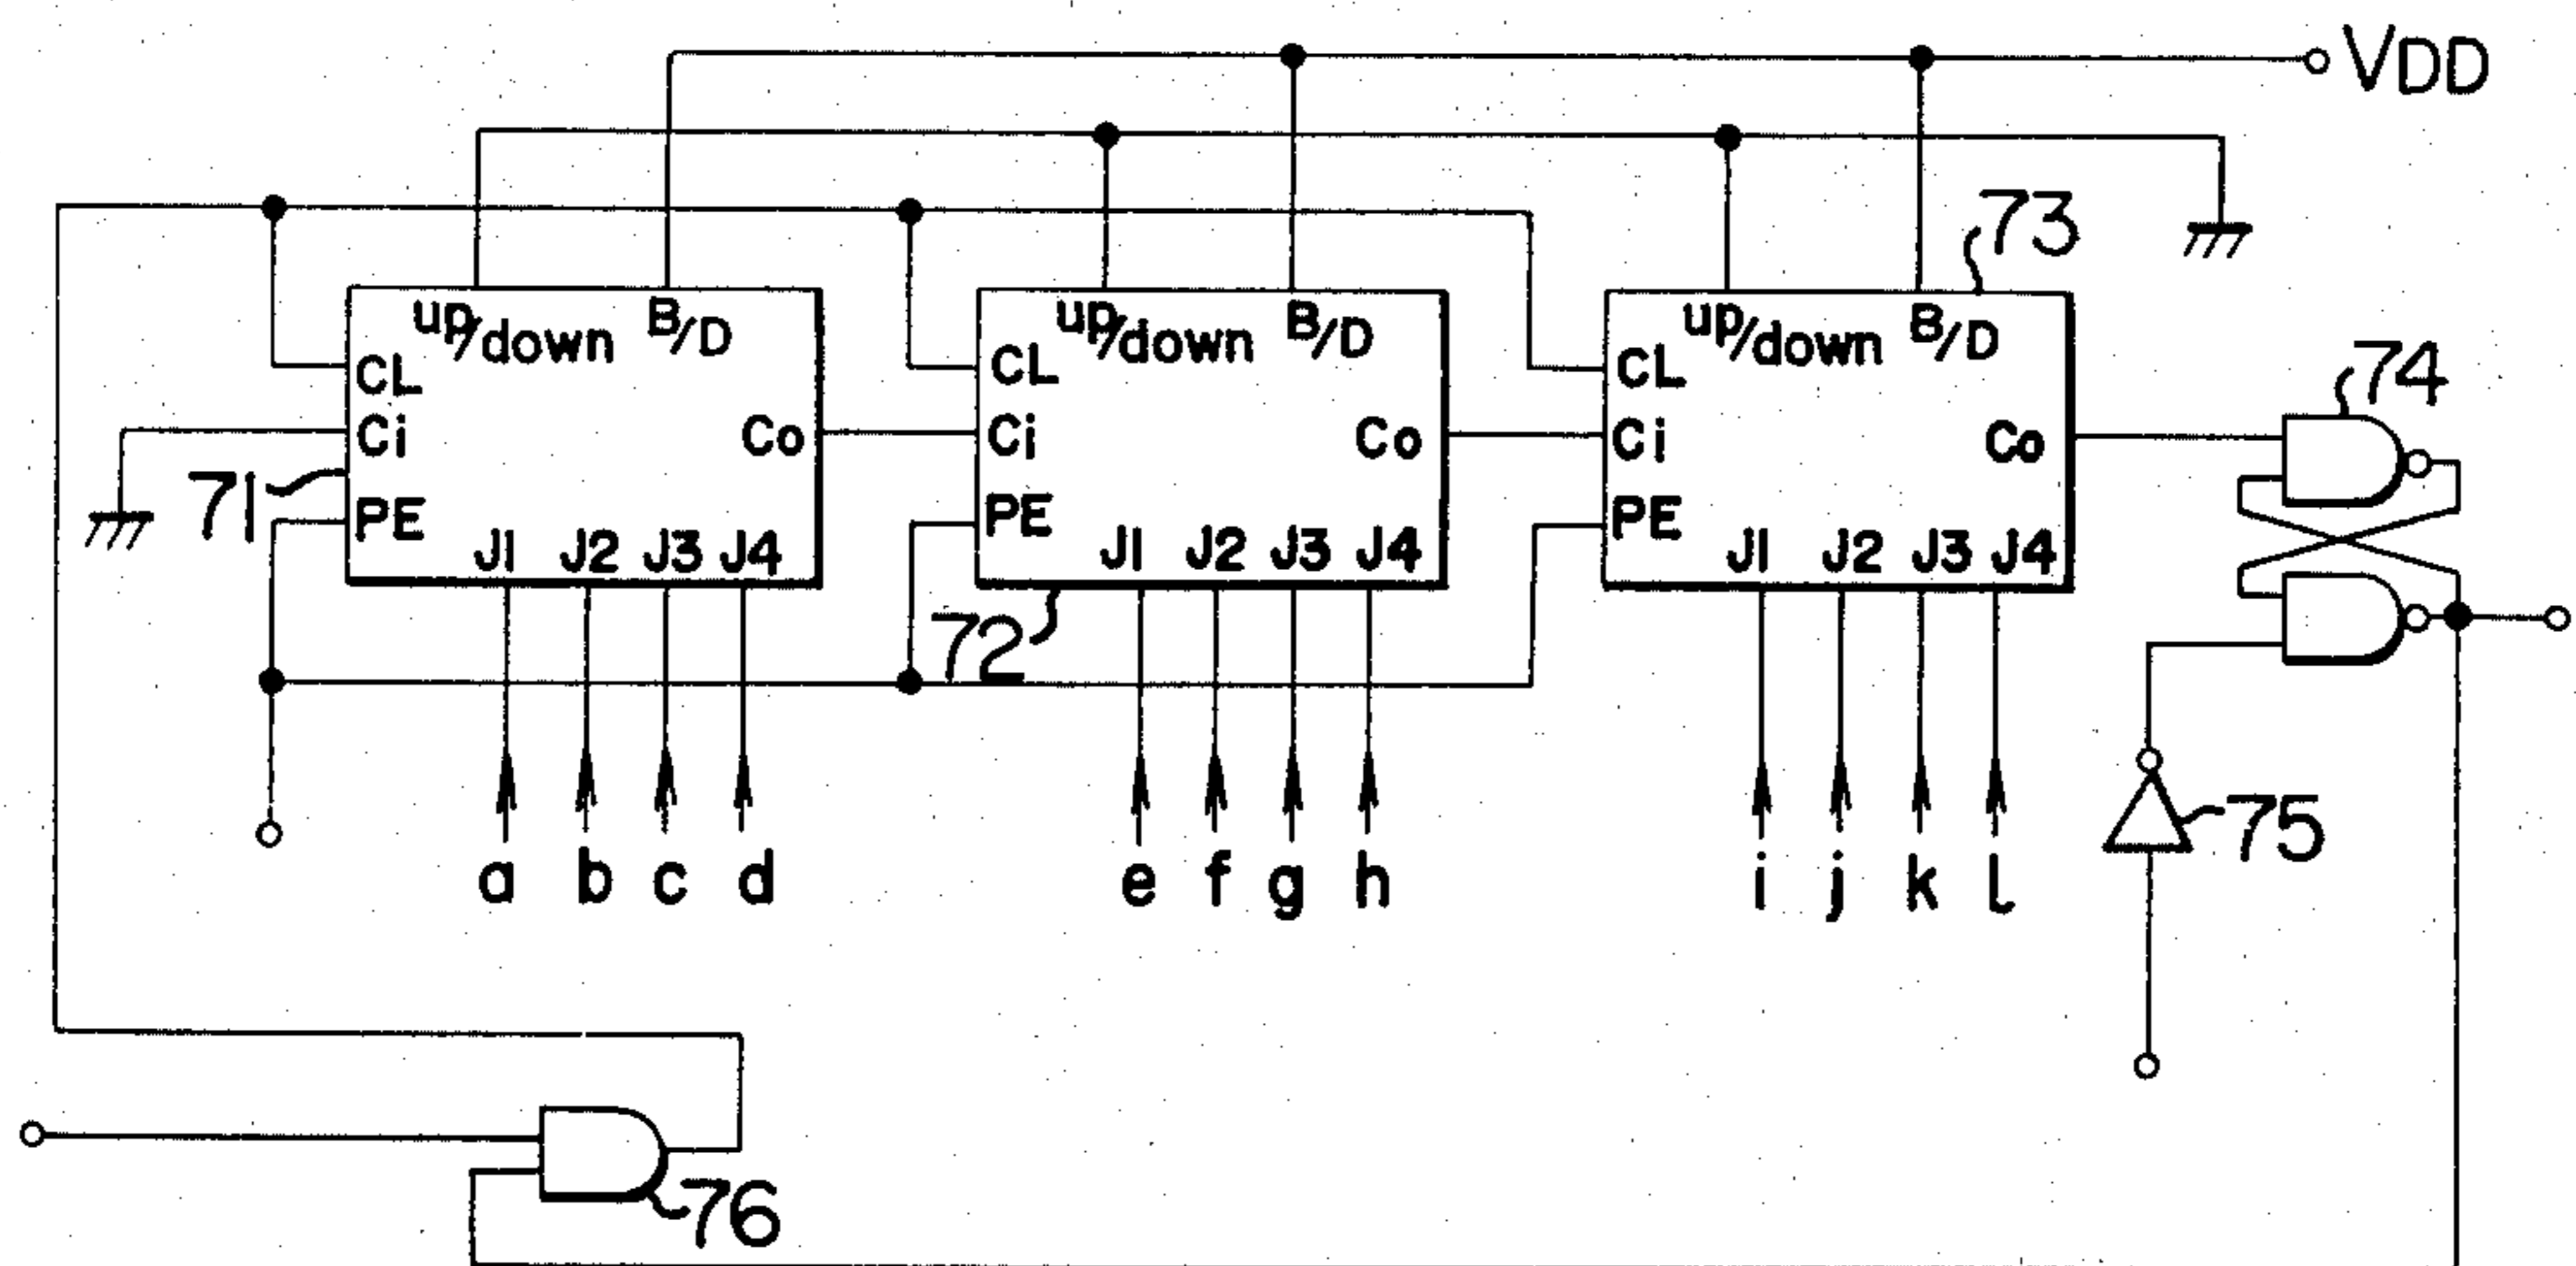 VDD
73
up/down B/D
up/down B/D
up/down B/D
CL
CL
CL
74
Ci
Co
Ci
Co
Ci
Co
71
PE
PE
PE
J1 J2 J3 J4
J1 J2 J3 J4
J1 J2 J3 J4
72
75
a b c d
e f g h
i j k l
76